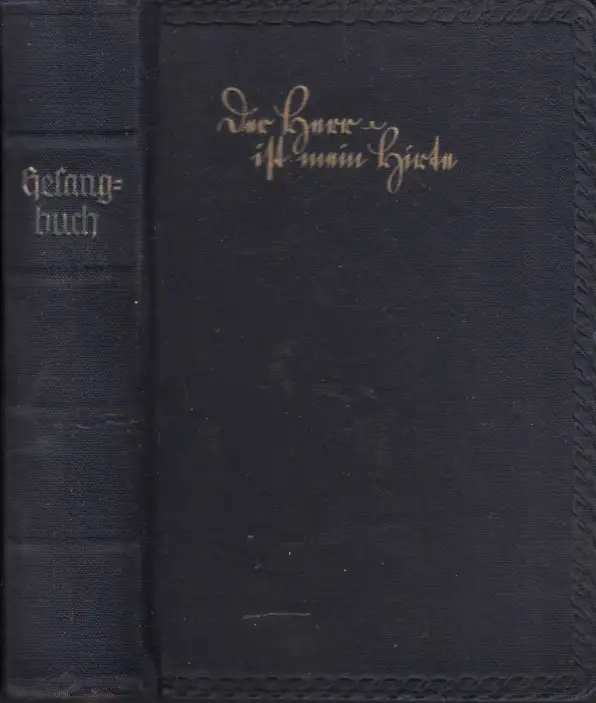 Gesang=
buch
Der Herr
ist mein Hirte